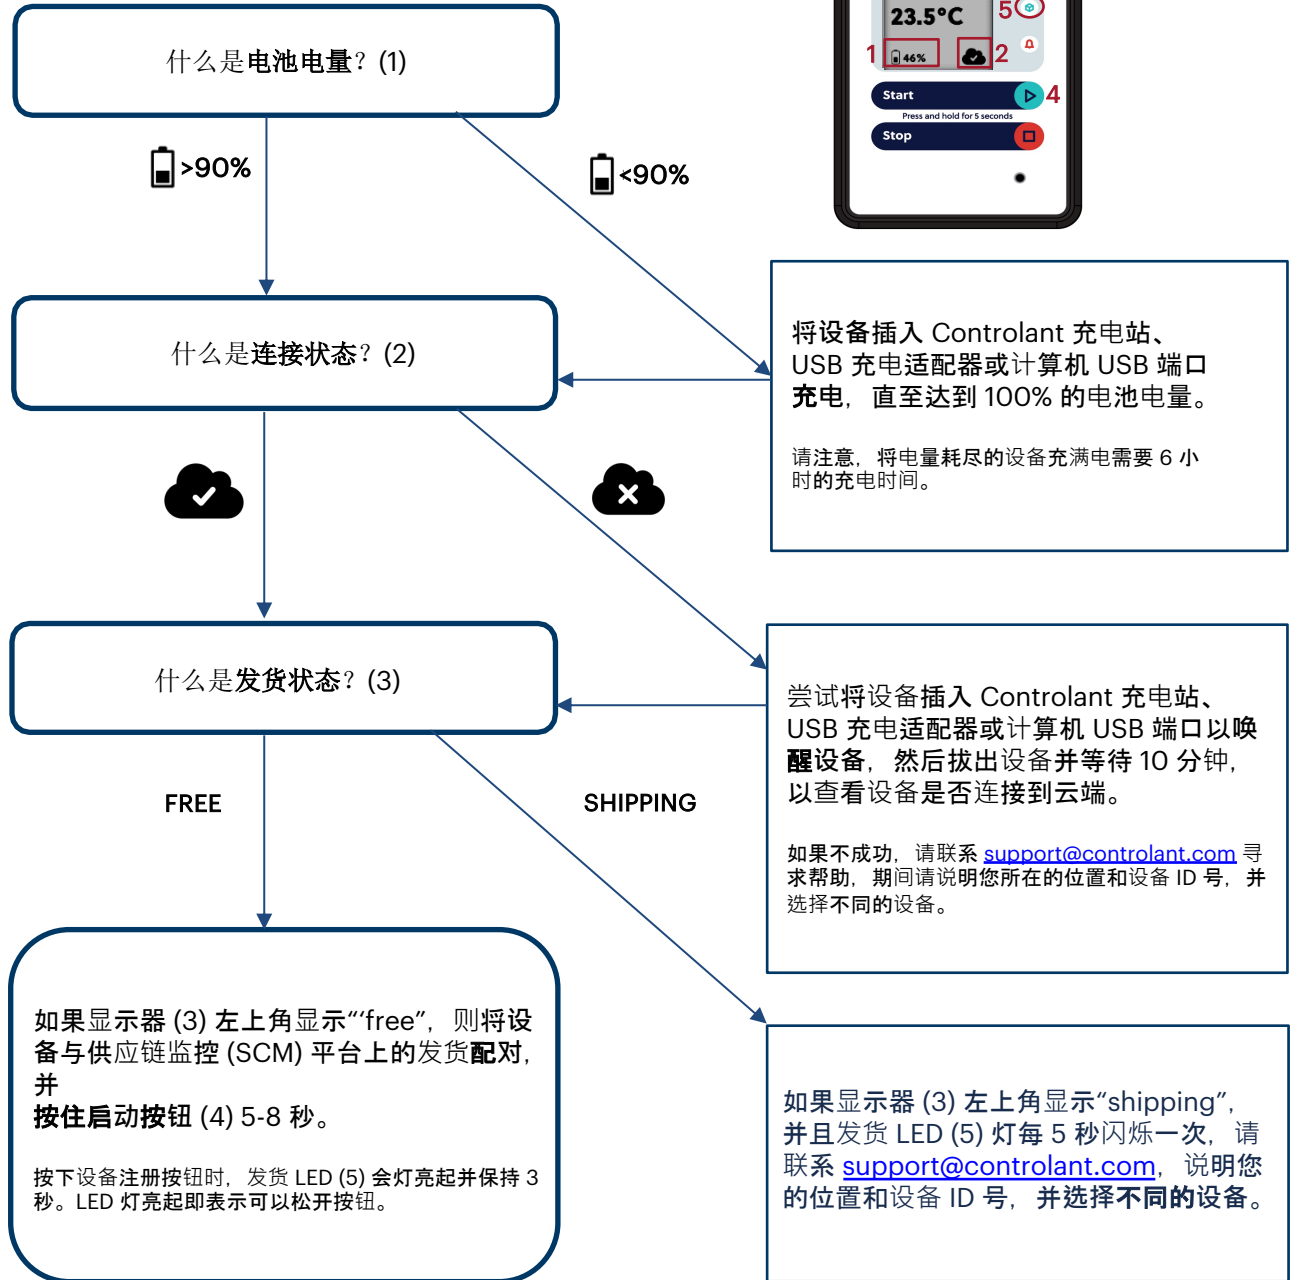 什么是电池电量？(1)
23.5°C
5
1
46%
2
Start
4
Press and hold for 5 seconds
Stop
>90%
<90%
将设备插入 Controlant 充电站、
USB 充电适配器或计算机 USB 端口
充电，直至达到 100% 的电池电量。
请注意，将电量耗尽的设备充满电需要 6 小
时的充电时间。
什么是连接状态？(2)
什么是发货状态？(3)
尝试将设备插入 Controlant 充电站、
USB 充电适配器或计算机 USB 端口以唤
醒设备，然后拔出设备并等待 10 分钟，
以查看设备是否连接到云端。
如果不成功，请联系 support@controlant.com 寻
求帮助，期间请说明您所在的位置和设备 ID 号，并
选择不同的设备。
FREE
SHIPPING
如果显示器 (3) 左上角显示“‘free”，则将设
备与供应链监控 (SCM) 平台上的发货配对，
并
按住启动按钮 (4) 5-8 秒。
按下设备注册按钮时，发货 LED (5) 会灯亮起并保持 3
秒。LED 灯亮起即表示可以松开按钮。
如果显示器 (3) 左上角显示“shipping”，
并且发货 LED (5) 灯每 5 秒闪烁一次，请
联系 support@controlant.com，说明您
的位置和设备 ID 号，并选择不同的设备。